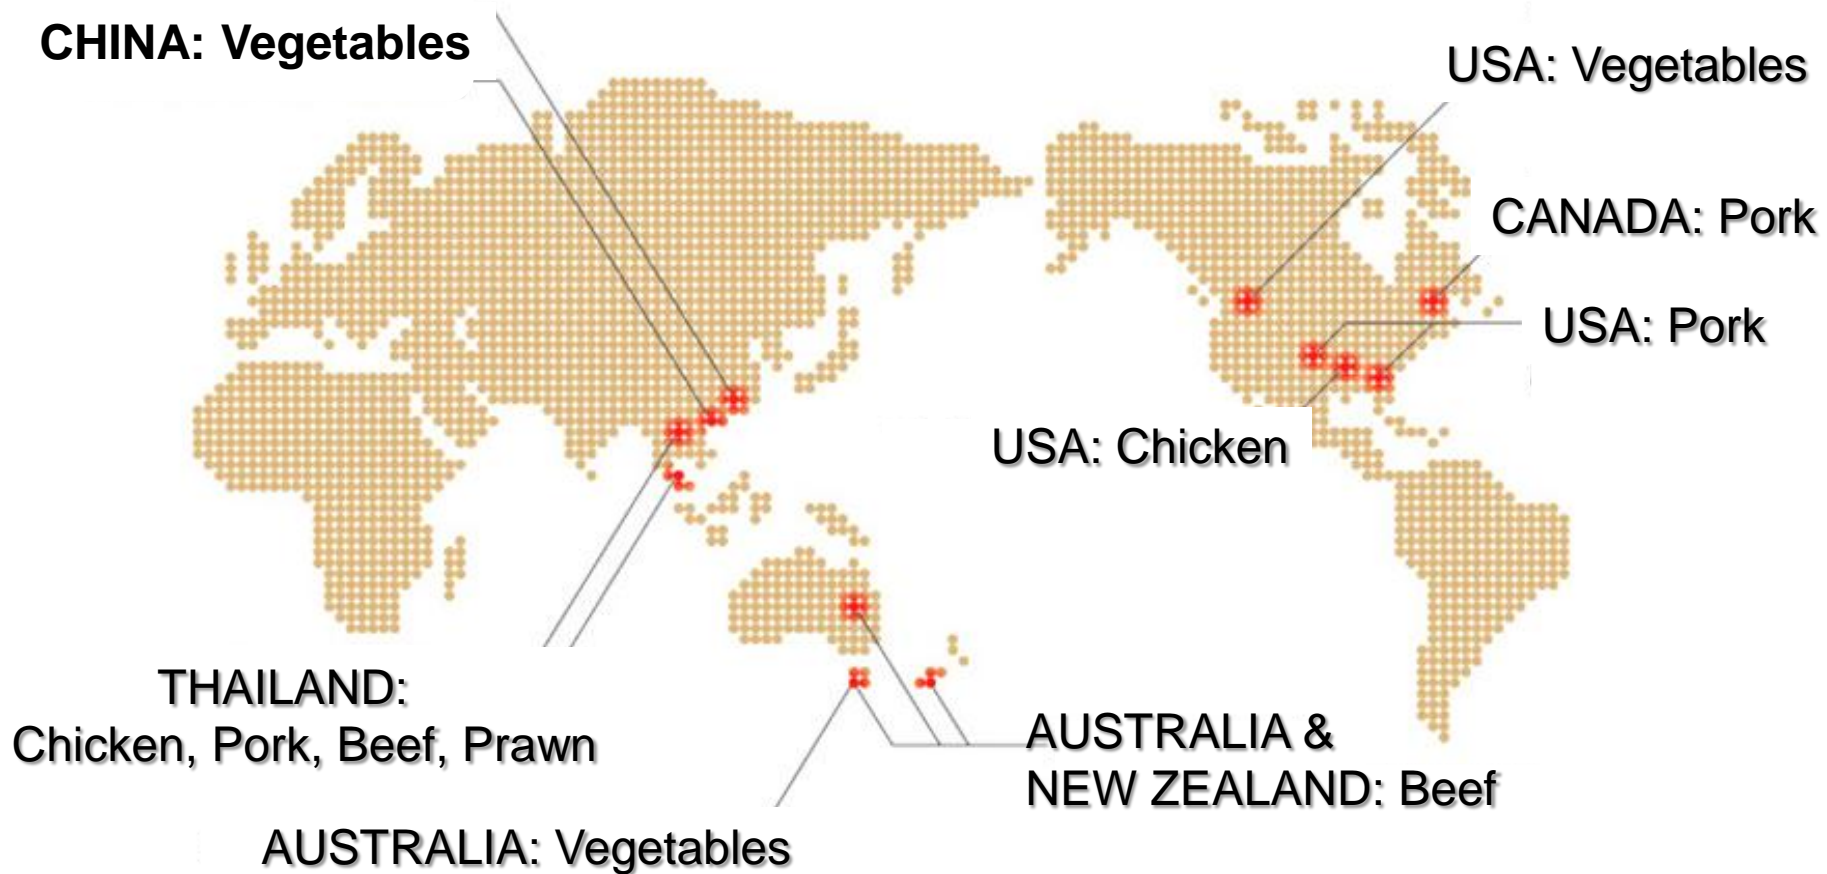 CHINA: Vegetables
USA: Vegetables
CANADA: Pork
USA: Pork
USA: Chicken
THAILAND:
Chicken, Pork, Beef, Prawn
AUSTRALIA &
NEW ZEALAND: Beef
AUSTRALIA: Vegetables